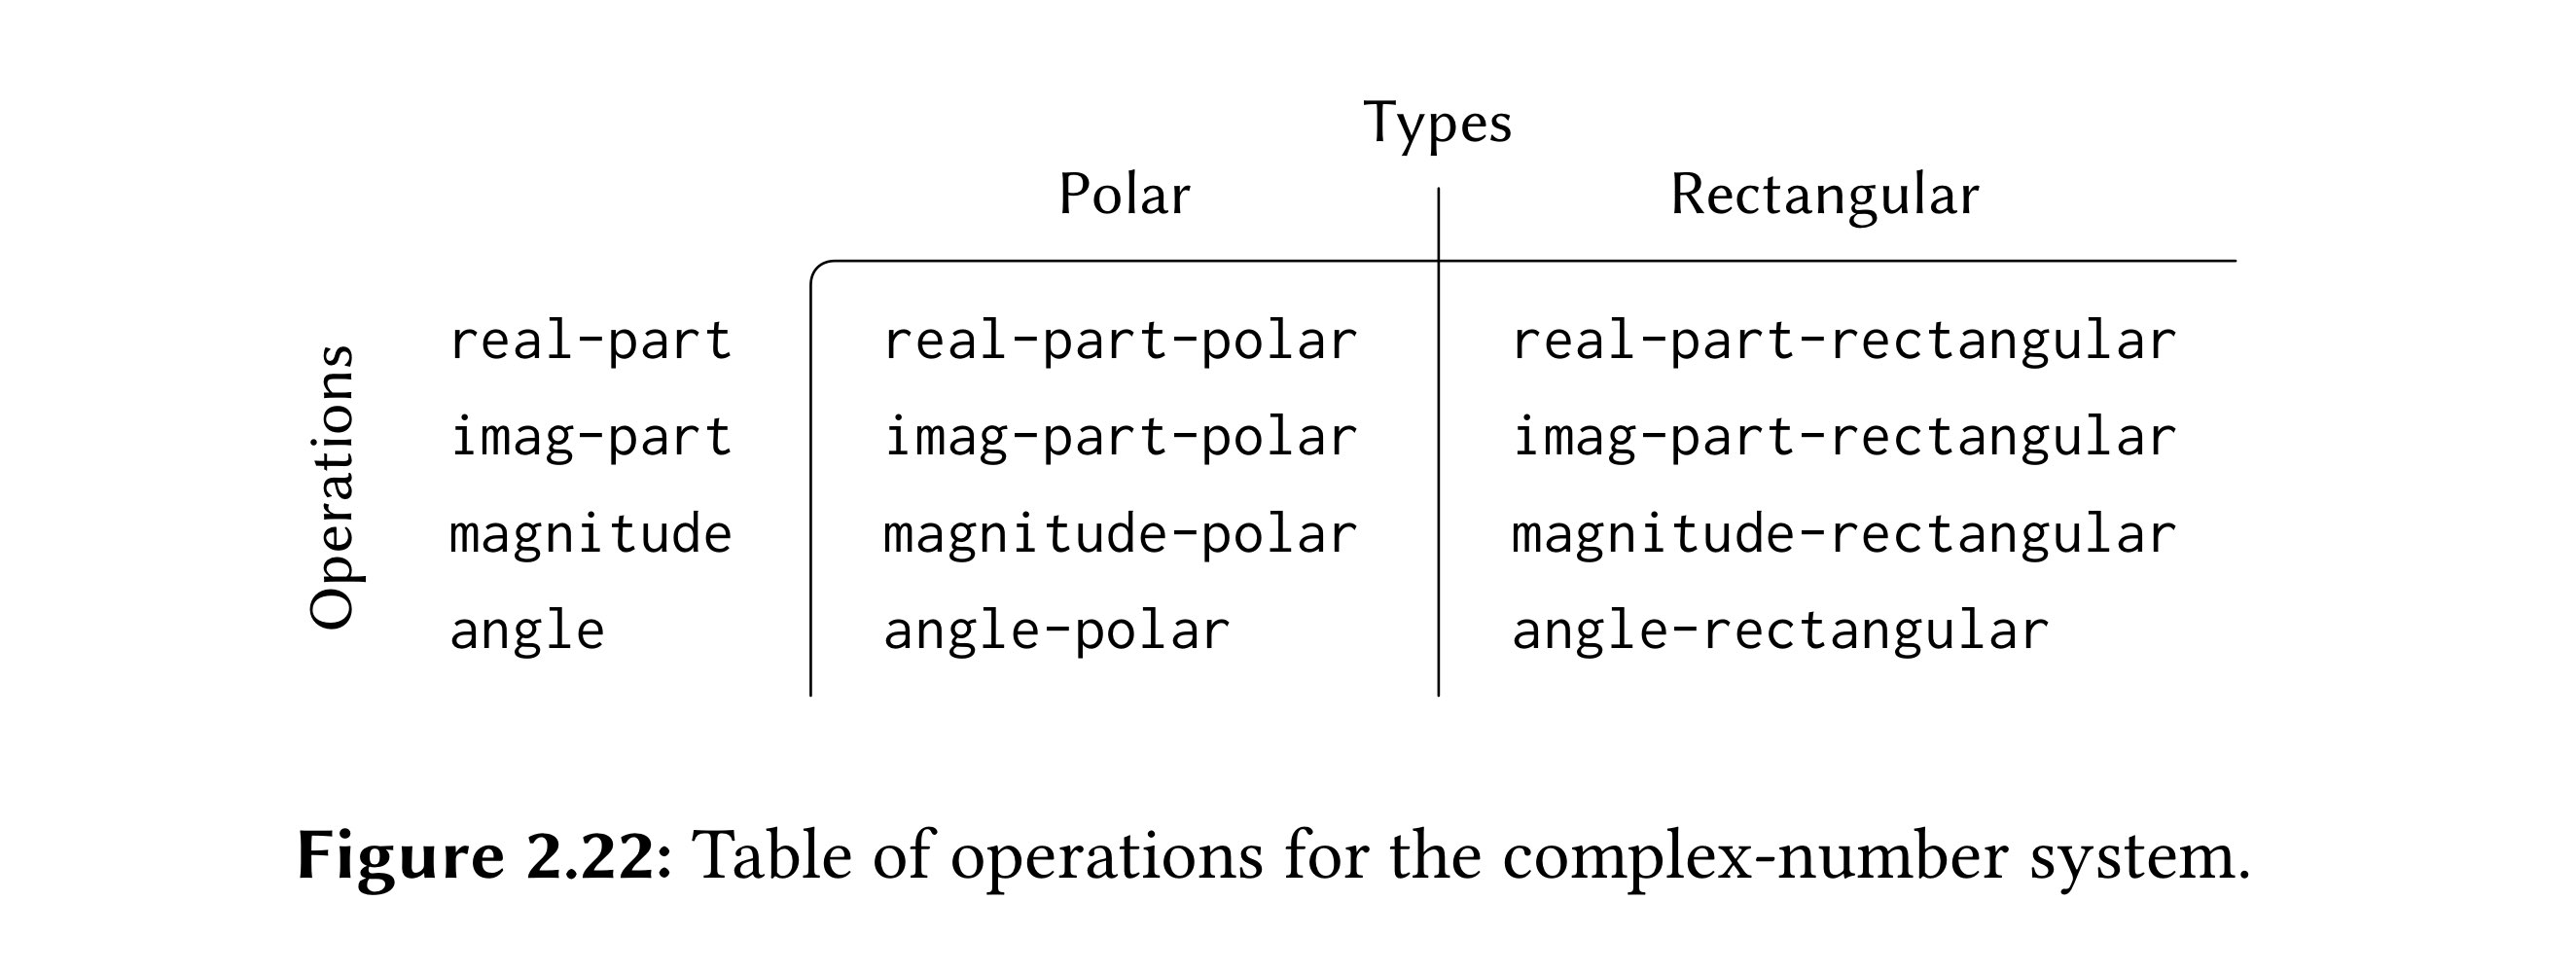 Types
Polar Rectangular
Operations
real-part real-part-polar real-part-rectangular
imag-part imag-part-polar imag-part-rectangular
magnitude magnitude-polar magnitude-rectangular
angle angle-polar angle-rectangular
Figure 2.22: Table of operations for the complex-number system.